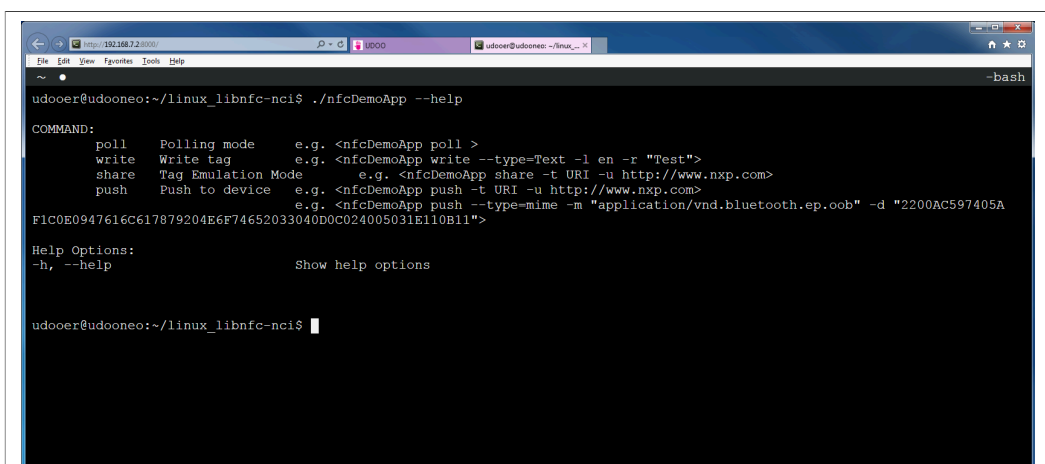 http://192.168.7.2:8000/
UDOO
udooer@udooneo: ~/linux_...
File Edit View Favorites Tools Help
~ ● -bash
udooer@udooneo:~/linux_libnfc-nci$ ./nfcDemoApp --help
COMMAND:
poll Polling mode e.g. <nfcDemoApp poll >
write Write tag e.g. <nfcDemoApp write --type=Text -l en -r "Test">
share Tag Emulation Mode e.g. <nfcDemoApp share -t URI -u http://www.nxp.com>
push Push to device e.g. <nfcDemoApp push -t URI -u http://www.nxp.com>
e.g. <nfcDemoApp push --type=mime -m "application/vnd.bluetooth.ep.oob" -d "2200AC597405A
F1C0E0947616C617879204E6F74652033040D0C024005031E110B11">
Help Options:
-h, --help Show help options
udooer@udooneo:~/linux_libnfc-nci$